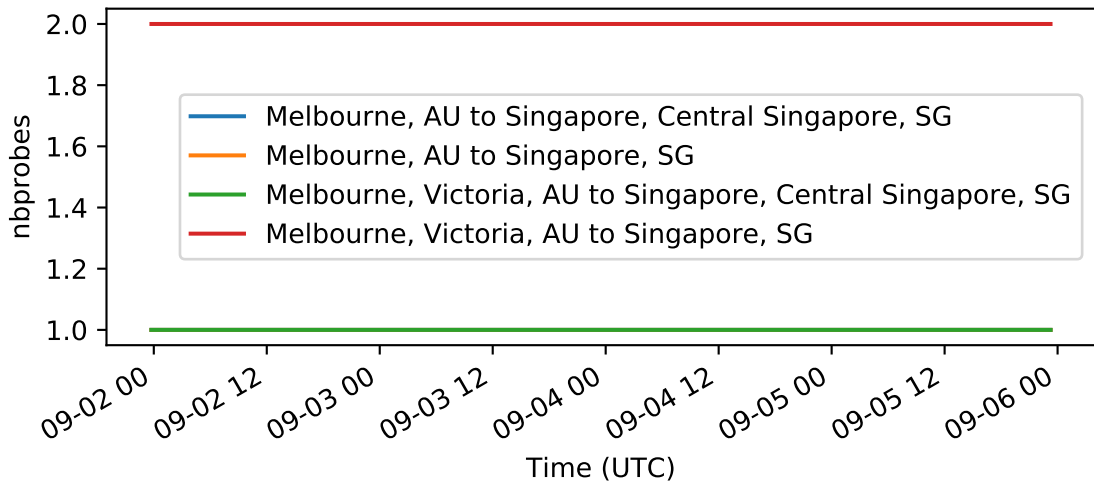 2.0
1.8
1.6
1.4
1.2
1.0
nbprobes
Melbourne, AU to Singapore, Central Singapore, SG
Melbourne, AU to Singapore, SG
Melbourne, Victoria, AU to Singapore, Central Singapore, SG
Melbourne, Victoria, AU to Singapore, SG
09-02 00
09-02 12
09-03 00
09-03 12
09-04 00
09-04 12
09-05 00
09-05 12
09-06 00
Time (UTC)